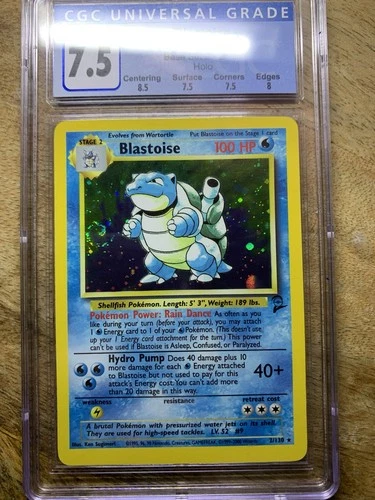 CGC UNIVERSAL GRADE
7.5
Holo
Centering Surface Corners Edges
8.5 7.5 7.5 8
Evolves from Wartortle Put Blastoise on the Stage 1 card
STAGE 2
Blastoise 100 HP
Shellfish Pokémon. Length: 5' 3", Weight: 189 lbs.
Pokémon Power: Rain Dance As often as you
like during your turn (before your attack), you may attach
1 Energy card to 1 of your Pokémon. (This doesn't use
up your 1 Energy card attachment for the turn.) This power
can't be used if Blastoise is Asleep, Confused, or Paralyzed.
Hydro Pump Does 40 damage plus 10
more damage for each Energy attached
to Blastoise but not used to pay for this
attack's Energy cost. You can't add more
than 20 damage in this way.
40+
weakness resistance retreat cost
A brutal Pokémon with pressurized water jets on its shell.
They are used for high-speed tackles. LV. 52 #9
Illus. Ken Sugimori
2/130